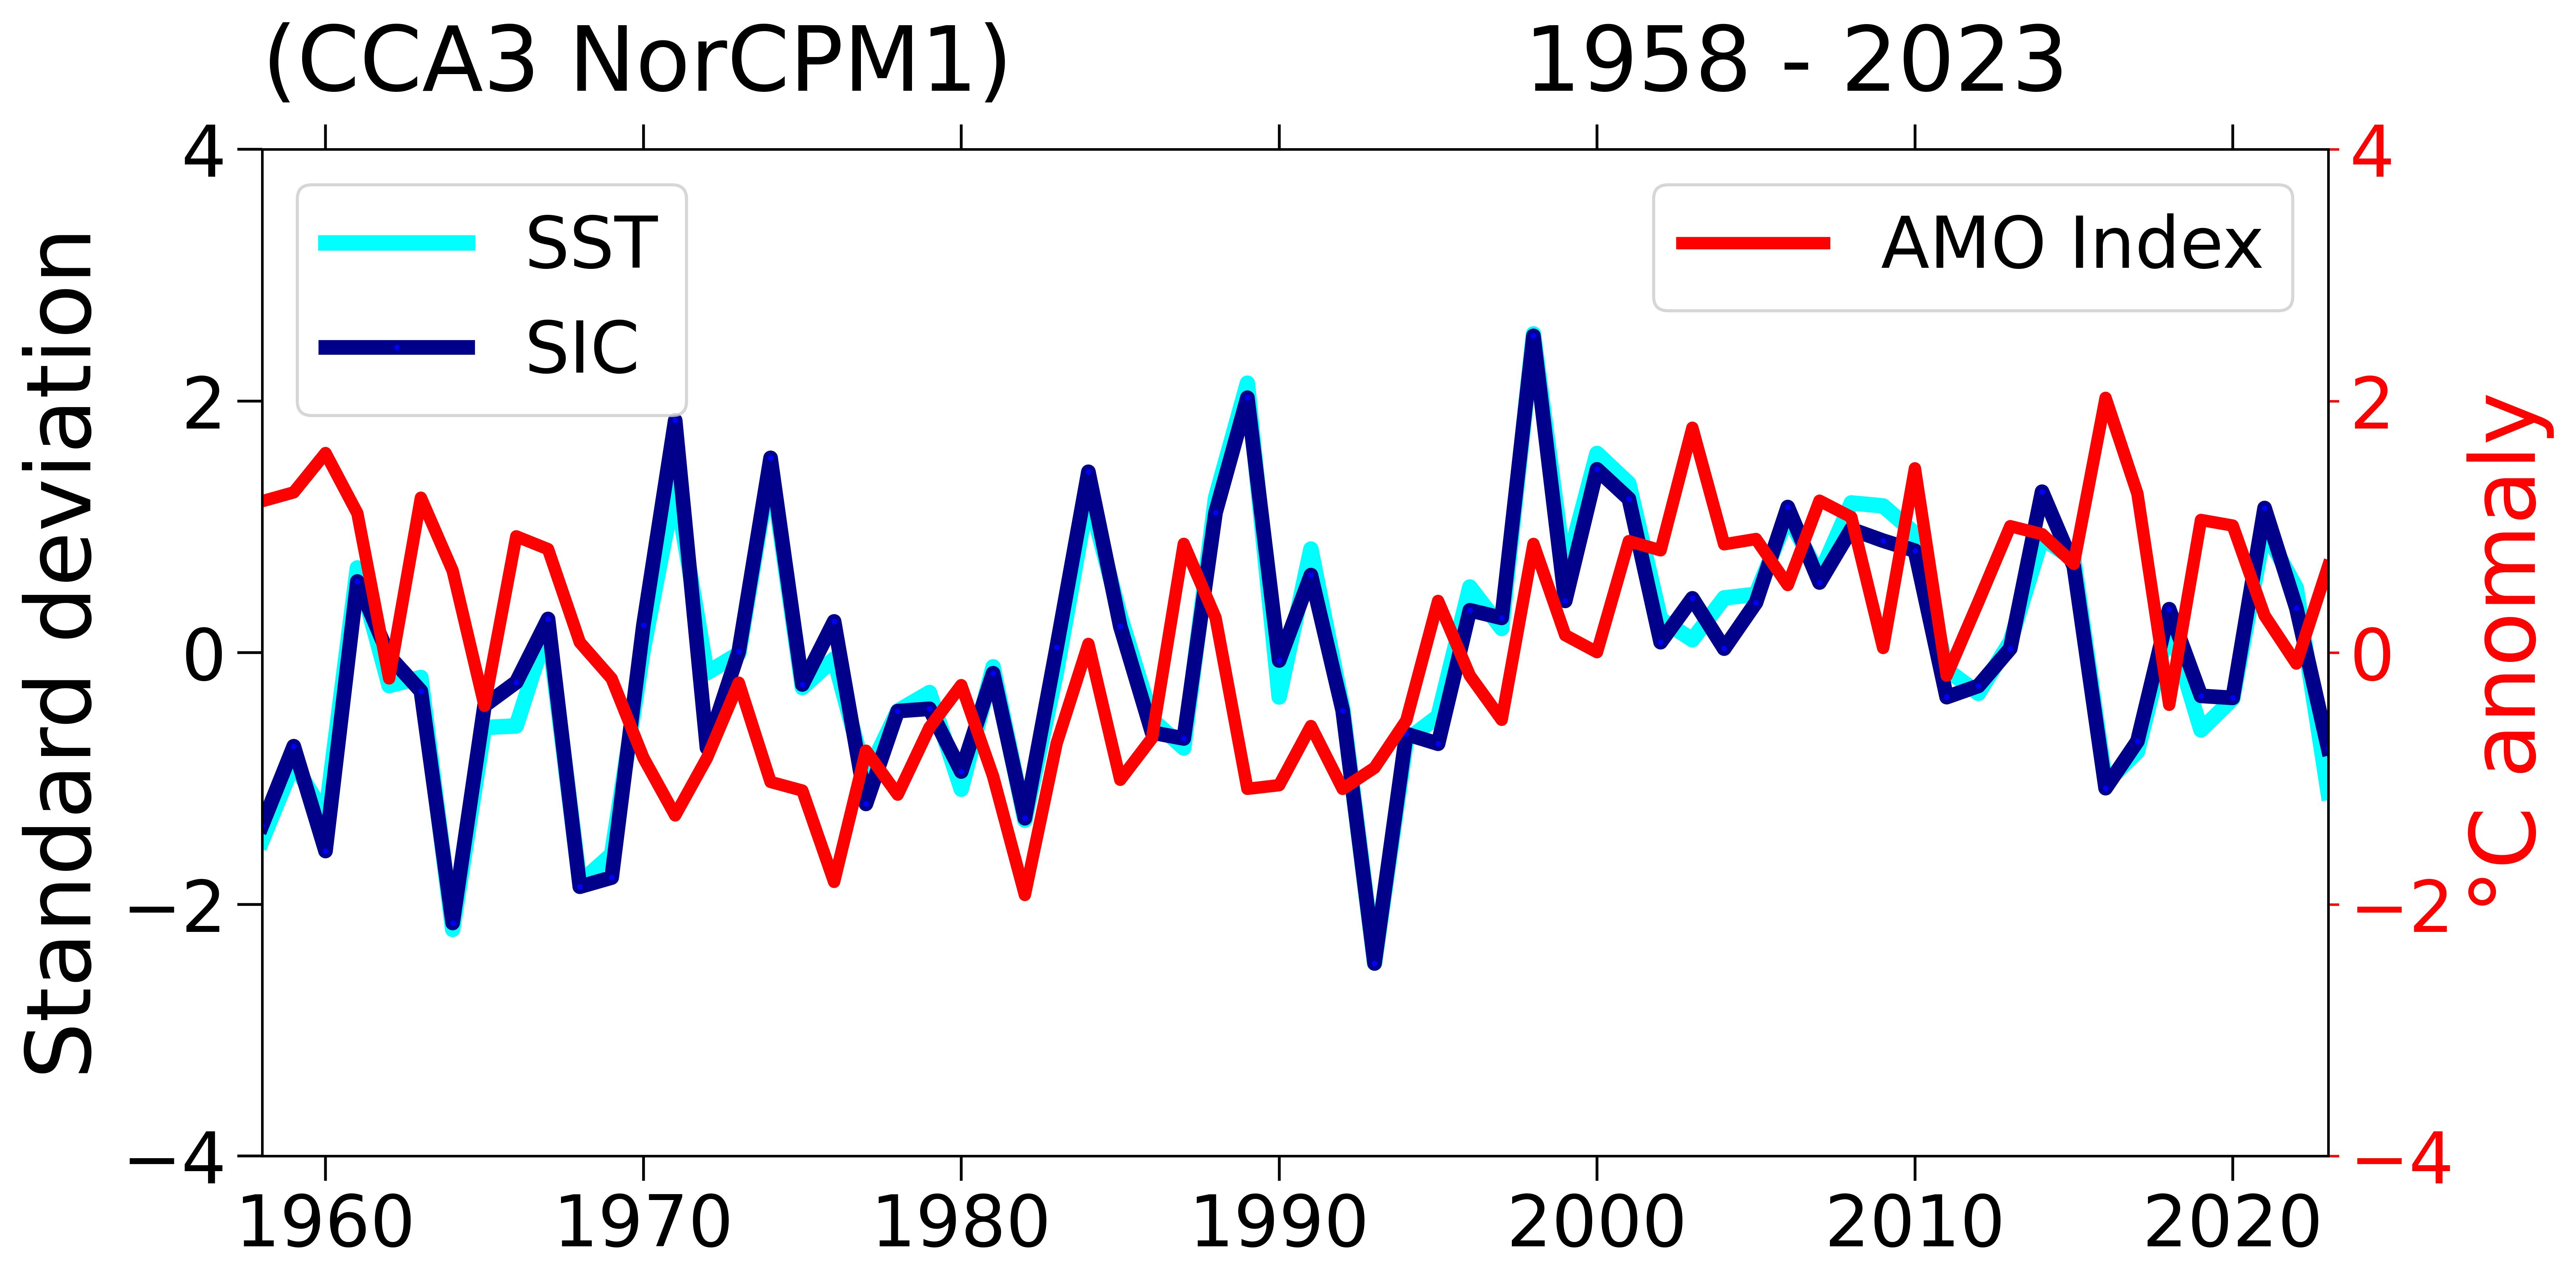 (CCA3 NorCPM1) 1958 - 2023
Standard deviation
4
2
0
−2
−4
SST
SIC
AMO Index
4
2
0
−2
−4
°C anomaly
1960 1970 1980 1990 2000 2010 2020